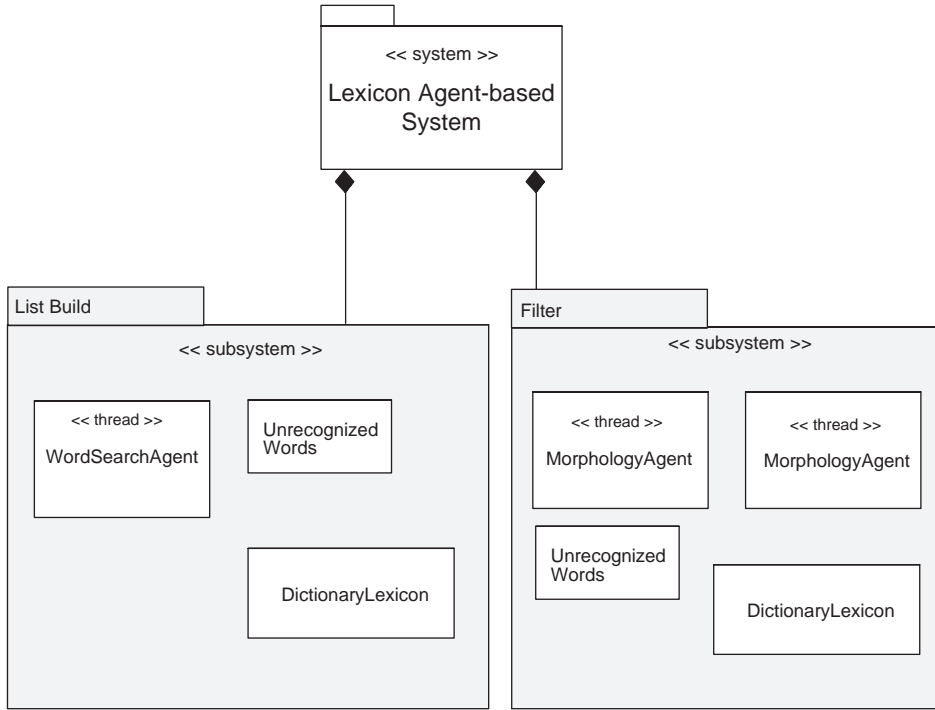 << system >>
Lexicon Agent-based
System
List Build
<< subsystem >>
<< thread >>
WordSearchAgent
Unrecognized
Words
DictionaryLexicon
Filter
<< subsystem >>
<< thread >>
MorphologyAgent
<< thread >>
MorphologyAgent
Unrecognized
Words
DictionaryLexicon